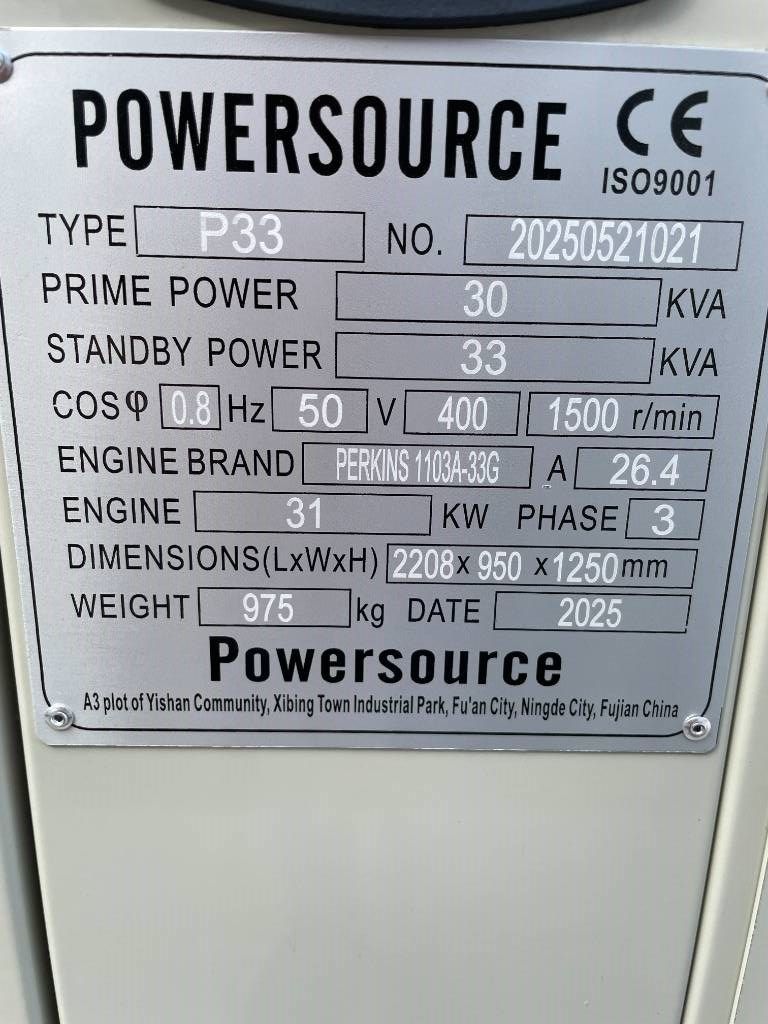 POWERSOURCE CE
ISO9001
TYPE P33 NO. 20250521021
PRIME POWER 30 KVA
STANDBY POWER 33 KVA
COSφ 0.8 Hz 50 V 400 1500 r/min
ENGINE BRAND PERKINS 1103A-33G A 26.4
ENGINE 31 KW PHASE 3
DIMENSIONS(LxWxH) 2208x 950 x1250mm
WEIGHT 975 kg DATE 2025
Powersource
A3 plot of Yishan Community, Xibing Town Industrial Park, Fu'an City, Ningde City, Fujian China